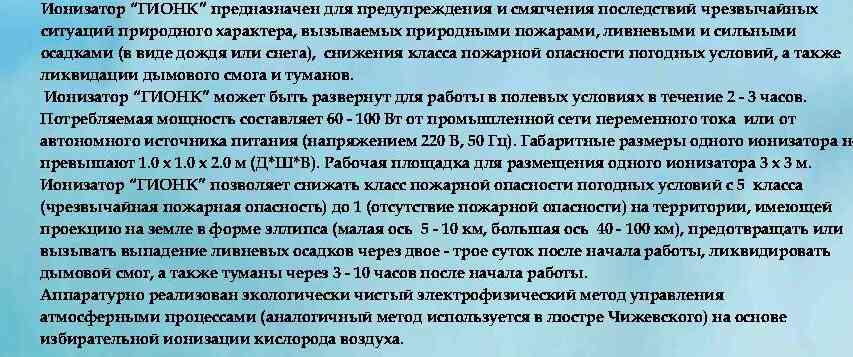 Ионизатор “ГИОНК” предназначен для предупреждения и смягчения последствий чрезвычайных
ситуаций природного характера, вызываемых природными пожарами, ливневыми и сильными
осадками (в виде дождя или снега), снижения класса пожарной опасности погодных условий, а также
ликвидации дымового смога и туманов.
Ионизатор “ГИОНК” может быть развернут для работы в полевых условиях в течение 2 - 3 часов.
Потребляемая мощность составляет 60 - 100 Вт от промышленной сети переменного тока или от
автономного источника питания (напряжением 220 В, 50 Гц). Габаритные размеры одного ионизатора н
превышают 1.0 х 1.0 х 2.0 м (Д*Ш*В). Рабочая площадка для размещения одного ионизатора 3 х 3 м.
Ионизатор “ГИОНК” позволяет снижать класс пожарной опасности погодных условий с 5 класса
(чрезвычайная пожарная опасность) до 1 (отсутствие пожарной опасности) на территории, имеющей
проекцию на земле в форме эллипса (малая ось 5 - 10 км, большая ось 40 - 100 км), предотвращать или
вызывать выпадение ливневых осадков через двое - трое суток после начала работы, ликвидировать
дымовой смог, а также туманы через 3 - 10 часов после начала работы.
Аппаратурно реализован экологически чистый электрофизический метод управления
атмосферными процессами (аналогичный метод используется в люстре Чижевского) на основе
избирательной ионизации кислорода воздуха.